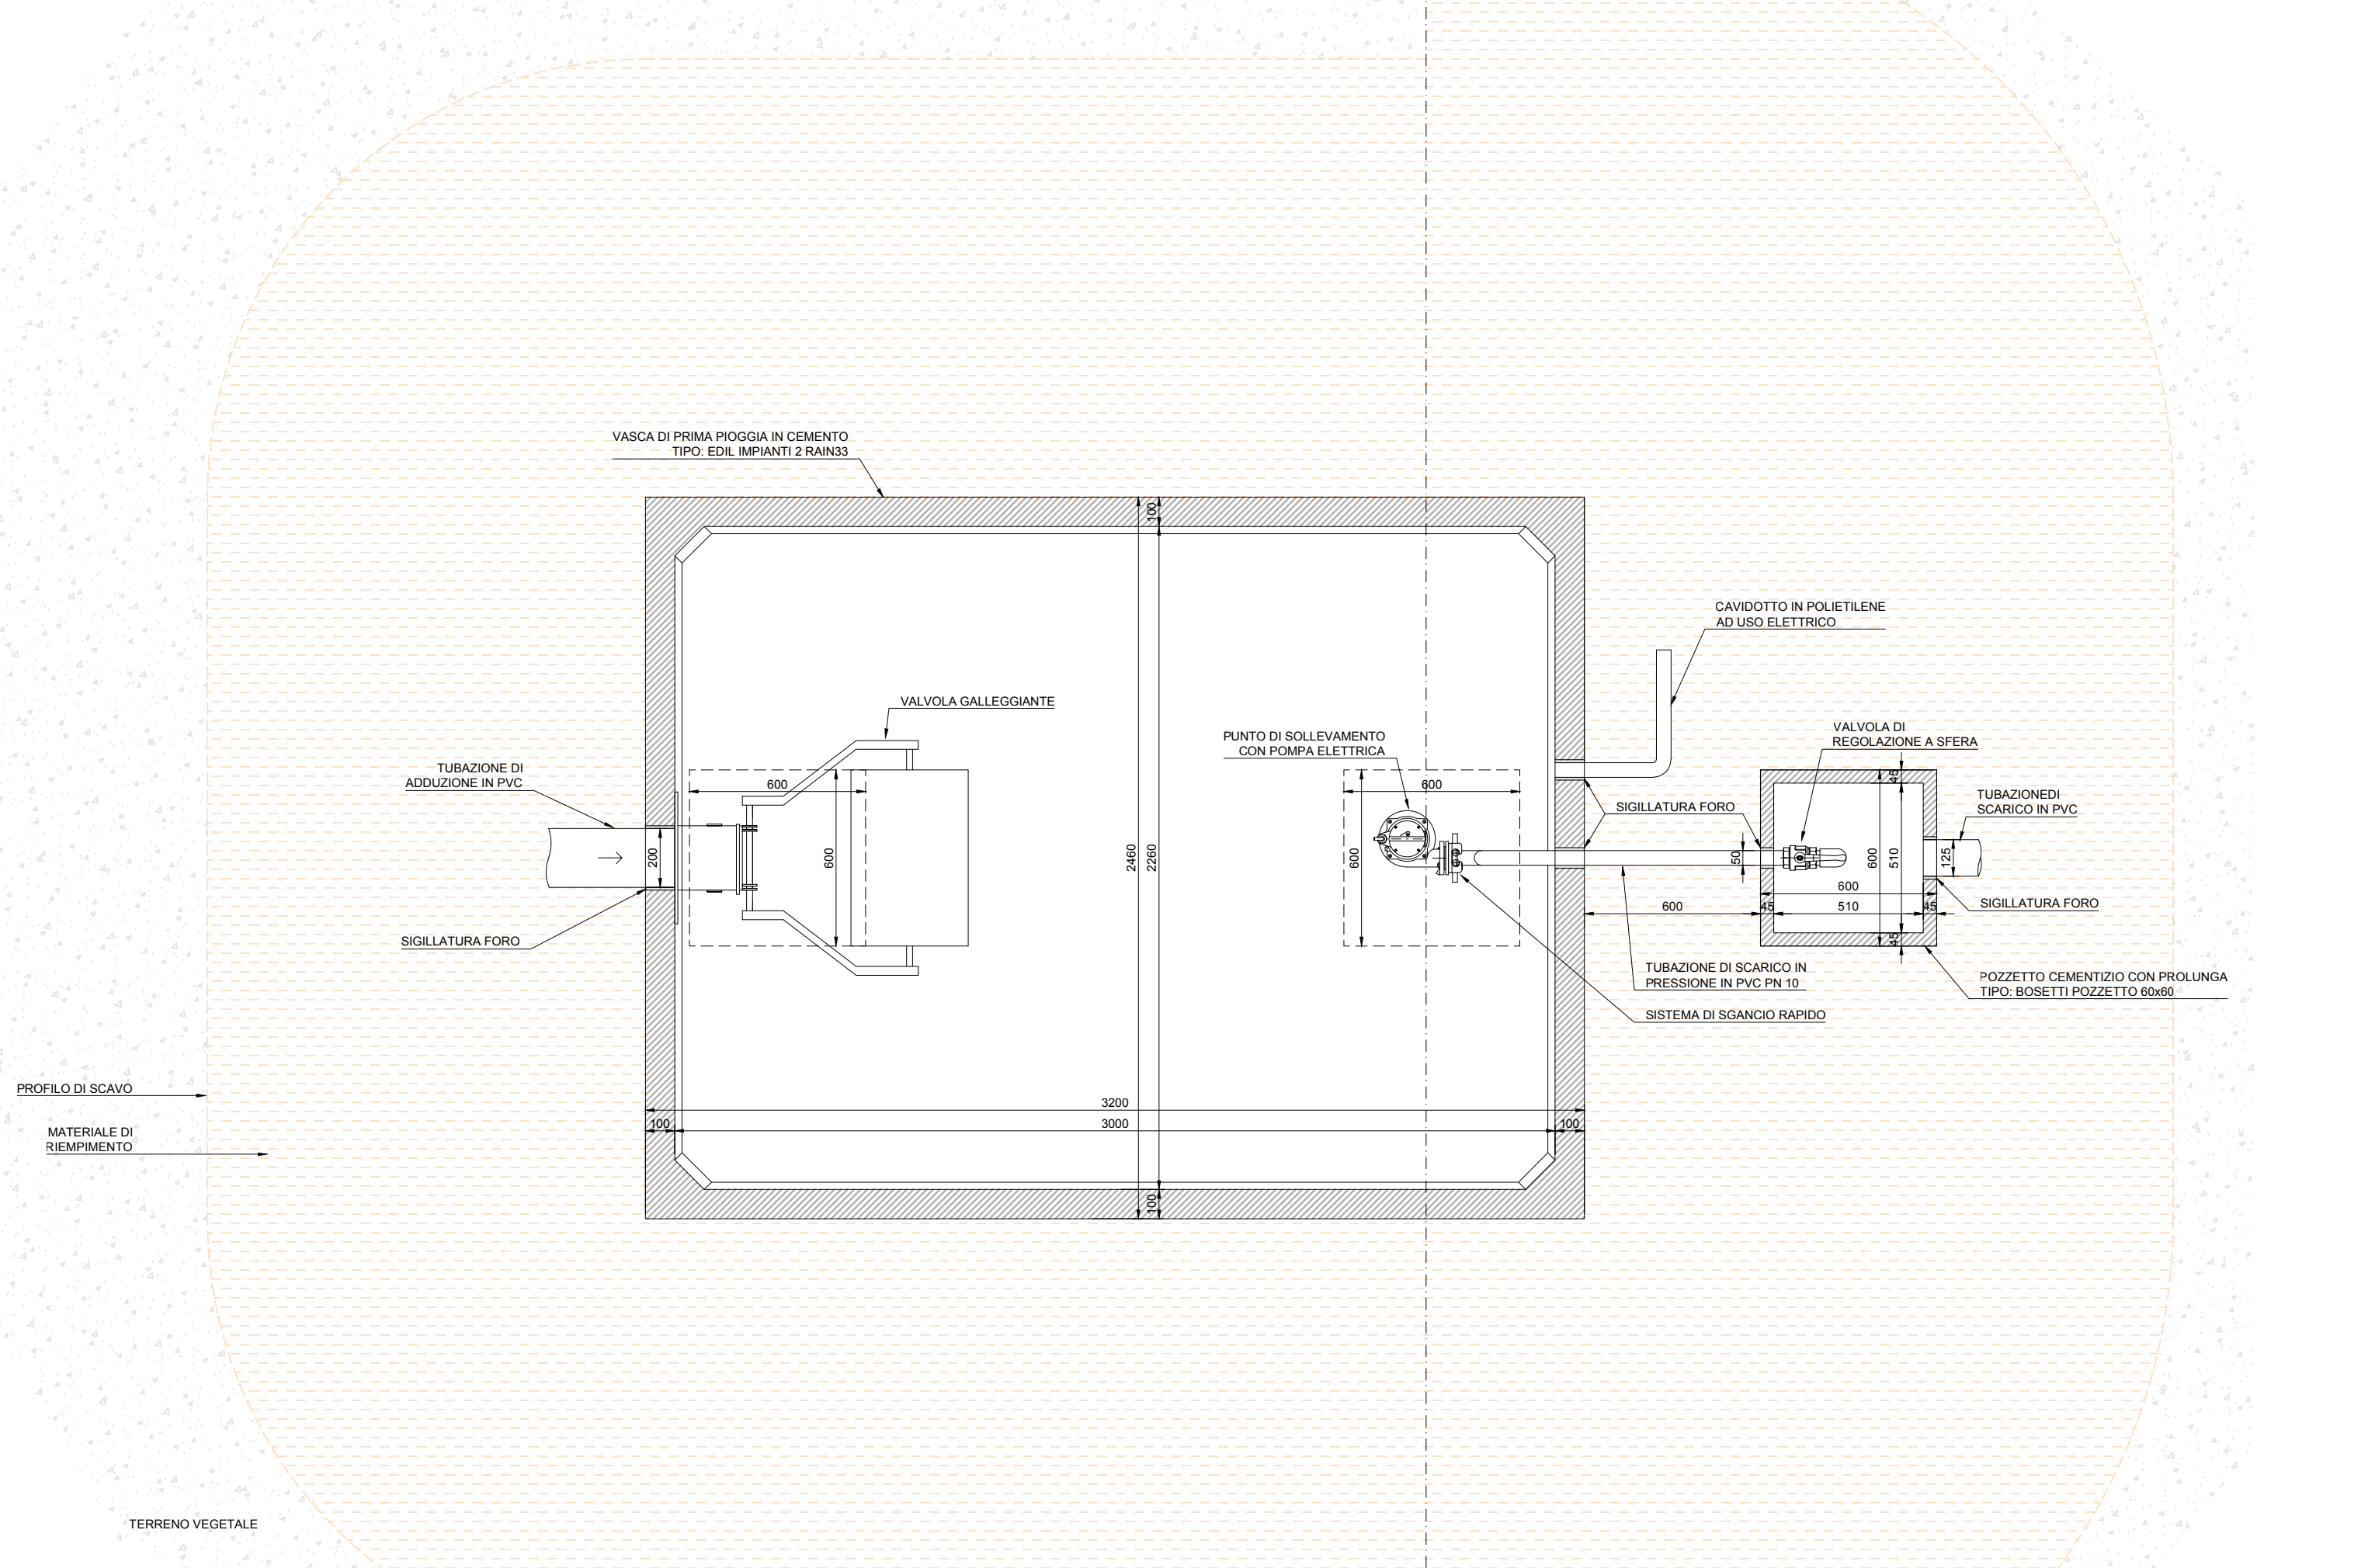 VASCA DI PRIMA PIOGGIA IN CEMENTO
TIPO: EDIL IMPIANTI 2 RAIN33
100
CAVIDOTTO IN POLIETILENE
AD USO ELETTRICO
VALVOLA GALLEGGIANTE
PUNTO DI SOLLEVAMENTO
CON POMPA ELETTRICA
VALVOLA DI
REGOLAZIONE A SFERA
TUBAZIONE DI
ADDUZIONE IN PVC
600
600
45
TUBAZIONEDI
SCARICO IN PVC
SIGILLATURA FORO
200
600
2460
2260
600
50
600
510
125
600
SIGILLATURA FORO
600
45
510
45
45
SIGILLATURA FORO
TUBAZIONE DI SCARICO IN
PRESSIONE IN PVC PN 10
POZZETTO CEMENTIZIO CON PROLUNGA
TIPO: BOSETTI POZZETTO 60x60
SISTEMA DI SGANCIO RAPIDO
PROFILO DI SCAVO
3200
100
3000
100
MATERIALE DI
RIEMPIMENTO
100
TERRENO VEGETALE